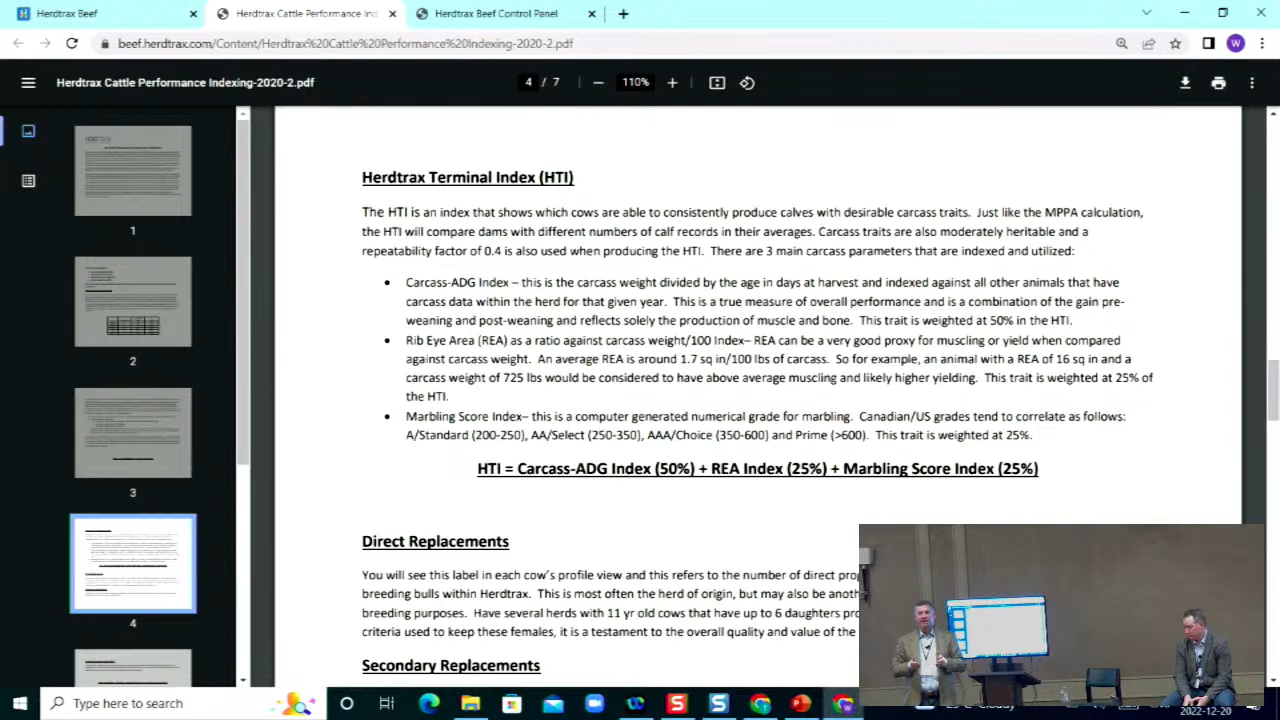 Herdtrax Beef
Herdtrax Cattle Performance Ind
Herdtrax Beef Control Panel
beef.herdtrax.com/Content/Herdtrax%20Cattle%20Performance%20Indexing-2020-2.pdf
W
Herdtrax Cattle Performance Indexing-2020-2.pdf
4 / 7
110%
1
2
3
4
Herdtrax Terminal Index (HTI)
The HTI is an index that shows which cows are able to consistently produce calves with desirable carcass traits. Just like the MPPA calculation,
the HTI will compare dams with different numbers of calf records in their averages. Carcass traits are also moderately heritable and a
repeatability factor of 0.4 is also used when producing the HTI. There are 3 main carcass parameters that are indexed and utilized:
• Carcass-ADG Index – this is the carcass weight divided by the age in days at harvest and indexed against all other animals that have
carcass data within the herd for that given year. This is a true measure of overall performance and is a combination of the gain pre-
weaning and post-weaning and reflects solely the production of muscle and bone. This trait is weighted at 50% in the HTI.
• Rib Eye Area (REA) as a ratio against carcass weight/100 Index– REA can be a very good proxy for muscling or yield when compared
against carcass weight. An average REA is around 1.7 sq in/100 lbs of carcass. So for example, an animal with a REA of 16 sq in and a
carcass weight of 725 lbs would be considered to have above average muscling and likely higher yielding. This trait is weighted at 25% of
the HTI.
• Marbling Score Index– this is a computer generated numerical grade for marbling. Canadian/US grades tend to correlate as follows:
A/Standard (200-250), AA/Select (250-350), AAA/Choice (350-600) and Prime (>600). This trait is weighted at 25%.
HTI = Carcass-ADG Index (50%) + REA Index (25%) + Marbling Score Index (25%)
Direct Replacements
You will see this label in each cow's profile view and this refers to the number of direct
breeding bulls within Herdtrax. This is most often the herd of origin, but may also be
breeding purposes. Have several herds with 11 yr old cows that have up to 6 daughters
criteria used to keep these females, it is a testament to the overall quality and value of the
Secondary Replacements
Type here to search
2022-12-20